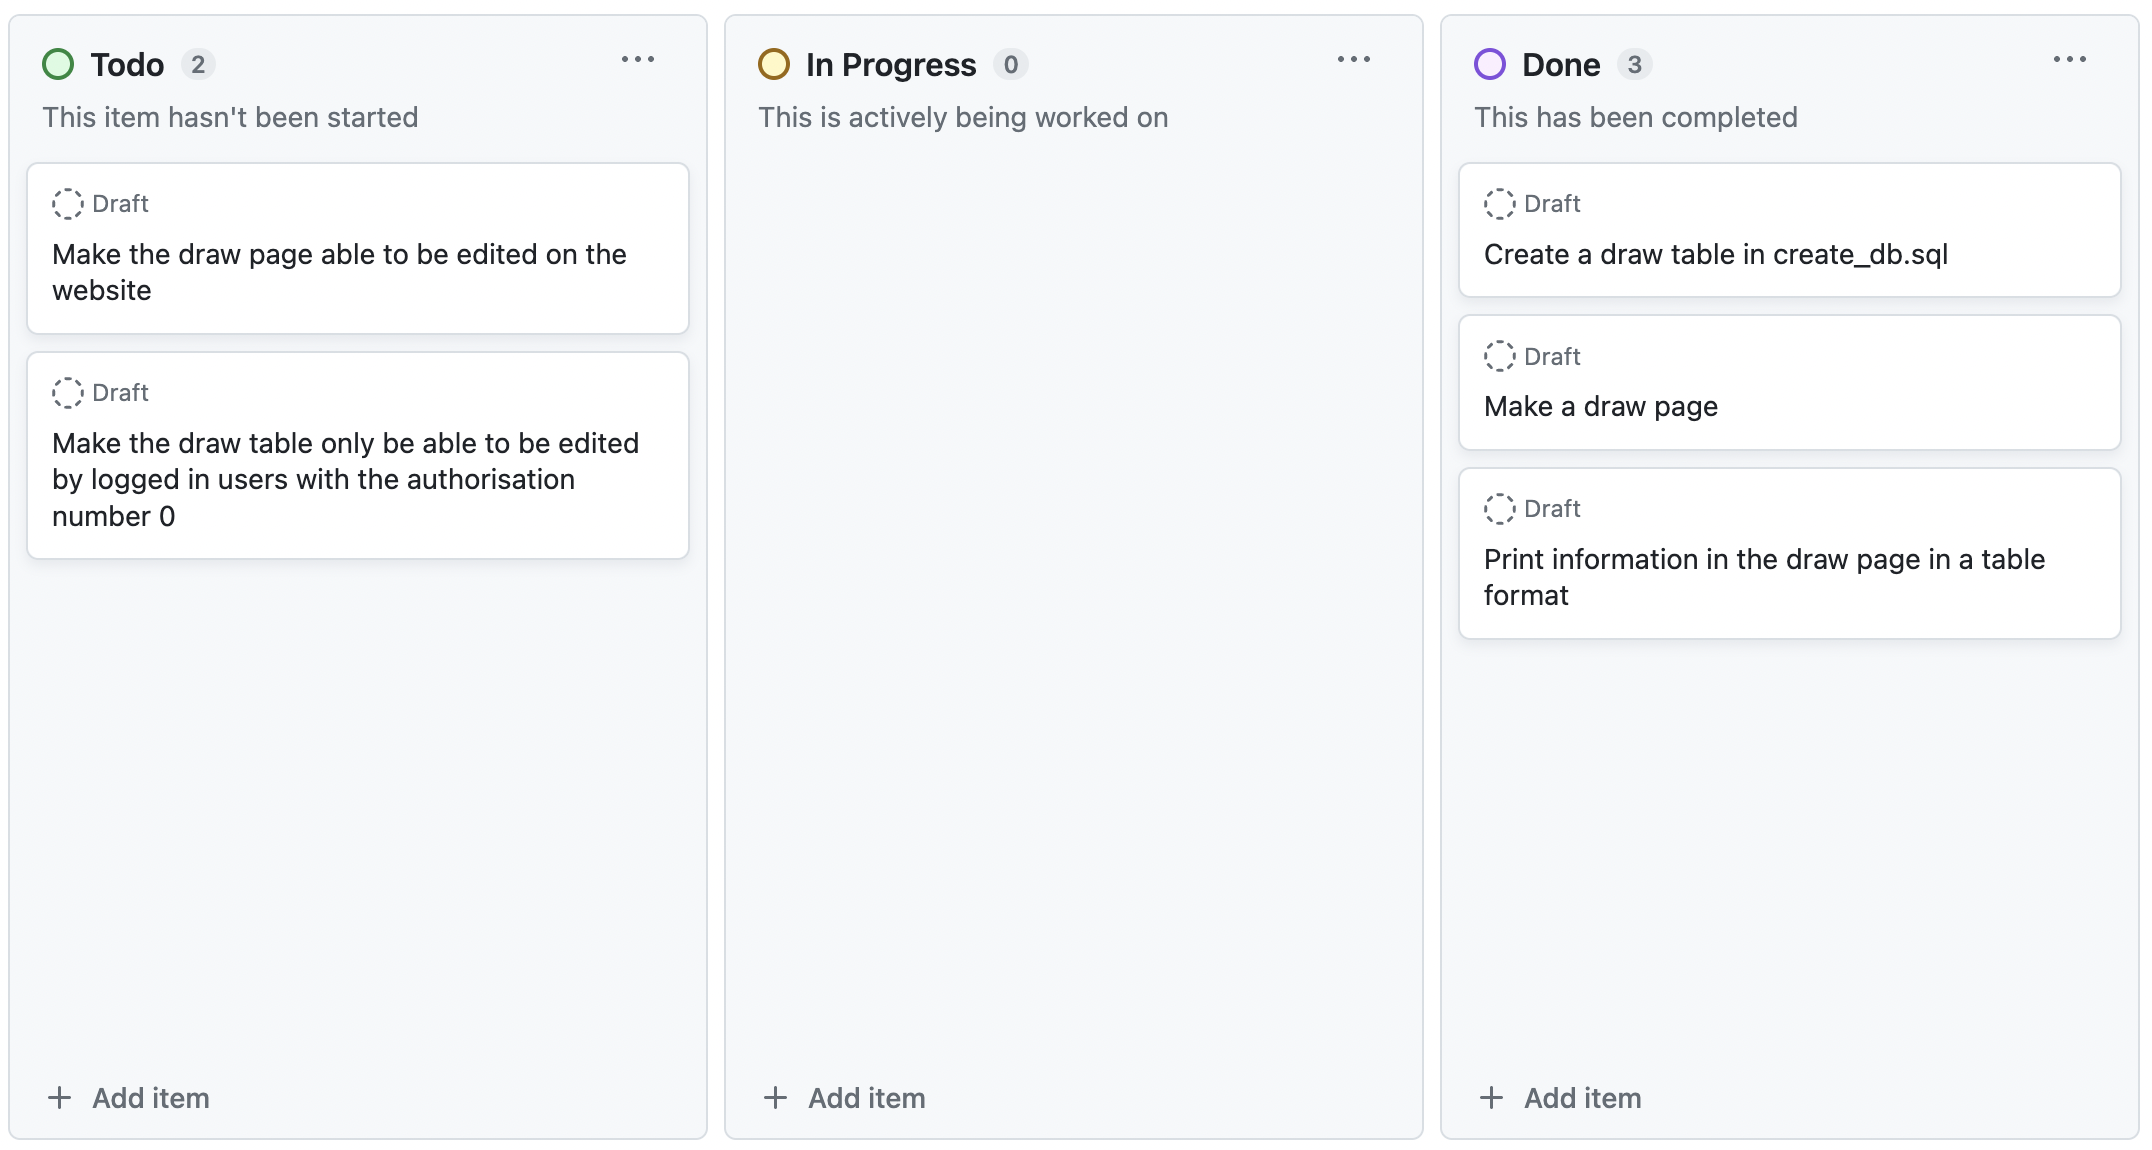 Todo 2
This item hasn't been started
Draft
Make the draw page able to be edited on the
website
Draft
Make the draw table only be able to be edited
by logged in users with the authorisation
number 0
Add item
In Progress 0
This is actively being worked on
Add item
Done 3
This has been completed
Draft
Create a draw table in create_db.sql
Draft
Make a draw page
Draft
Print information in the draw page in a table
format
Add item